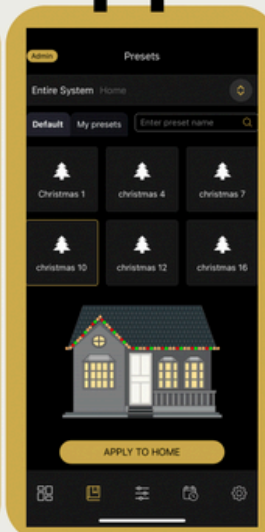 Admin
Presets
Entire System Home
Default My presets Enter preset name
Christmas 1 christmas 4 christmas 7
christmas 10 christmas 12 christmas 16
APPLY TO HOME